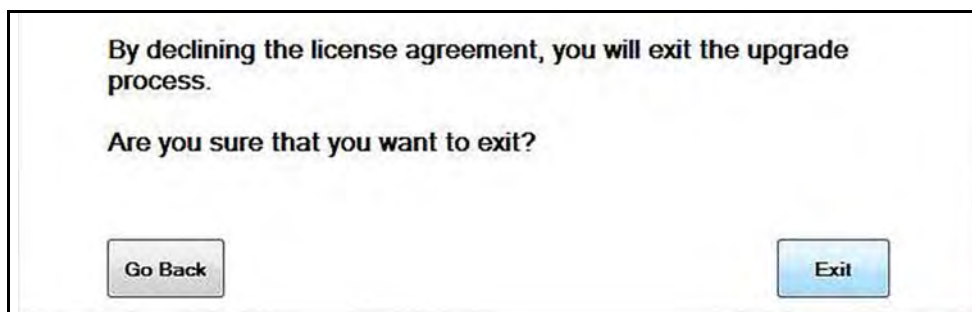 By declining the license agreement, you will exit the upgrade
process.
Are you sure that you want to exit?
Go Back
Exit